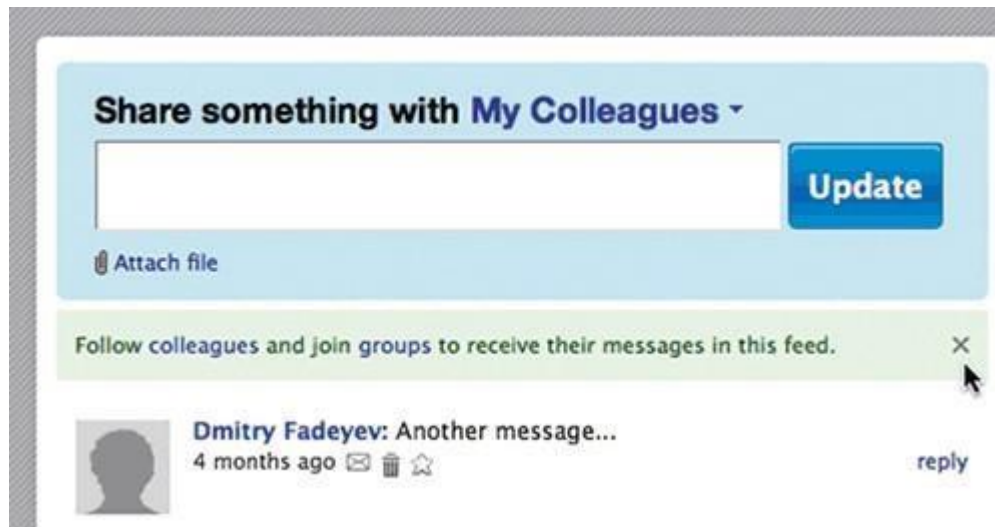 Share something with My Colleagues
Update
Attach file
Follow colleagues and join groups to receive their messages in this feed.
Dmitry Fadeyev: Another message...
4 months ago
reply